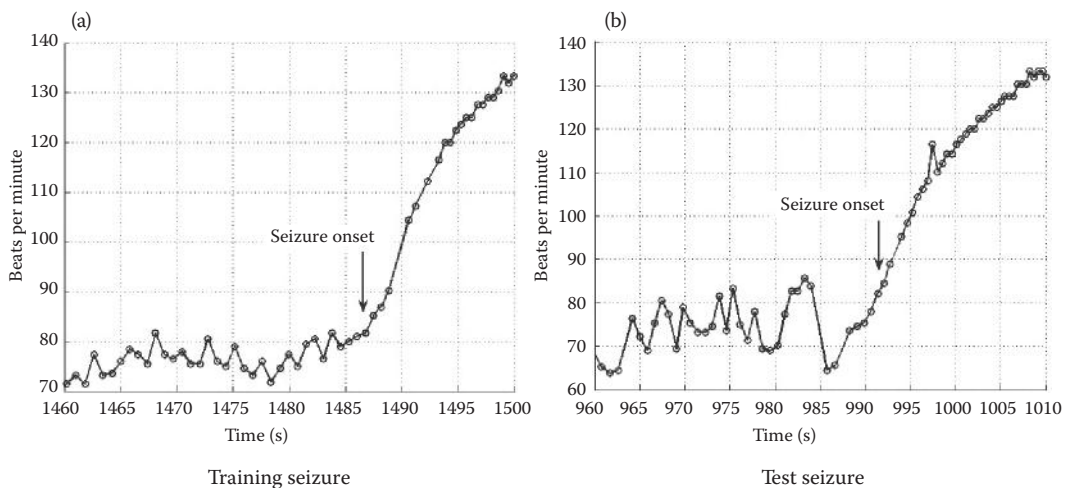 (a)
Beats per minute
140
130
120
110
100
90
80
70
Seizure onset
1460 1465 1470 1475 1480 1485 1490 1495 1500
Time (s)
Training seizure
(b)
Beats per minute
140
130
120
110
100
90
80
70
60
Seizure onset
960 965 970 975 980 985 990 995 1000 1005 1010
Time (s)
Test seizure